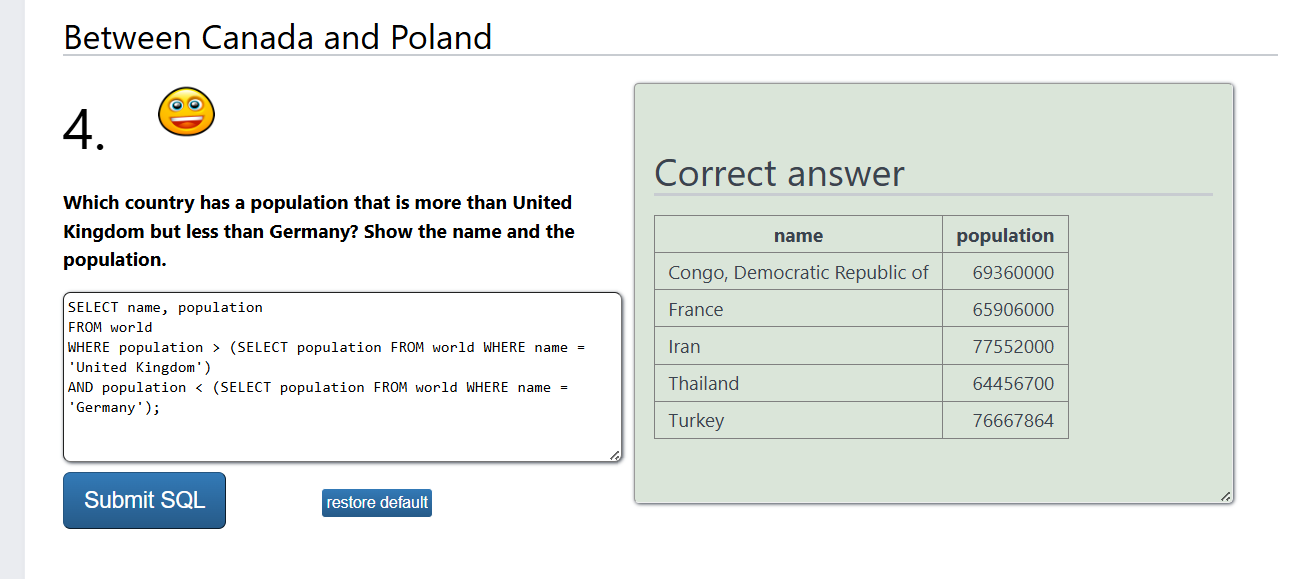 Between Canada and Poland
4.
Which country has a population that is more than United
Kingdom but less than Germany? Show the name and the
population.
SELECT name, population
FROM world
WHERE population > (SELECT population FROM world WHERE name =
'United Kingdom')
AND population < (SELECT population FROM world WHERE name =
'Germany');
Submit SQL
restore default
Correct answer
name population
Congo, Democratic Republic of 69360000
France 65906000
Iran 77552000
Thailand 64456700
Turkey 76667864